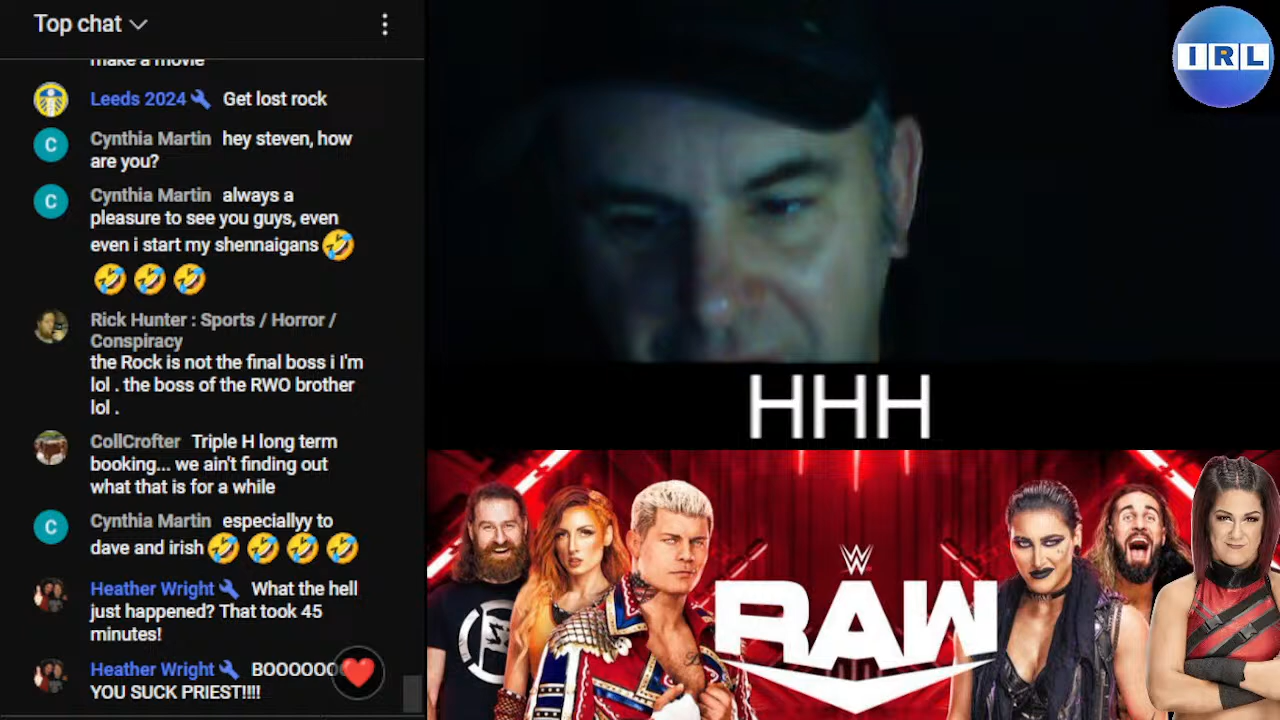 Top chat
make a movie
Leeds 2024 Get lost rock
Cynthia Martin hey steven, how
are you?
Cynthia Martin always a
pleasure to see you guys, even
even i start my shennaigans
Rick Hunter : Sports / Horror /
Conspiracy
the Rock is not the final boss i I'm
lol . the boss of the RWO brother
lol .
CollCrofter Triple H long term
booking... we ain't finding out
what that is for a while
Cynthia Martin especiallyy to
dave and irish
Heather Wright What the hell
just happened? That took 45
minutes!
Heather Wright BOOOOOO
YOU SUCK PRIEST!!!!
IRL
HHH
W
RAW
C
C
C